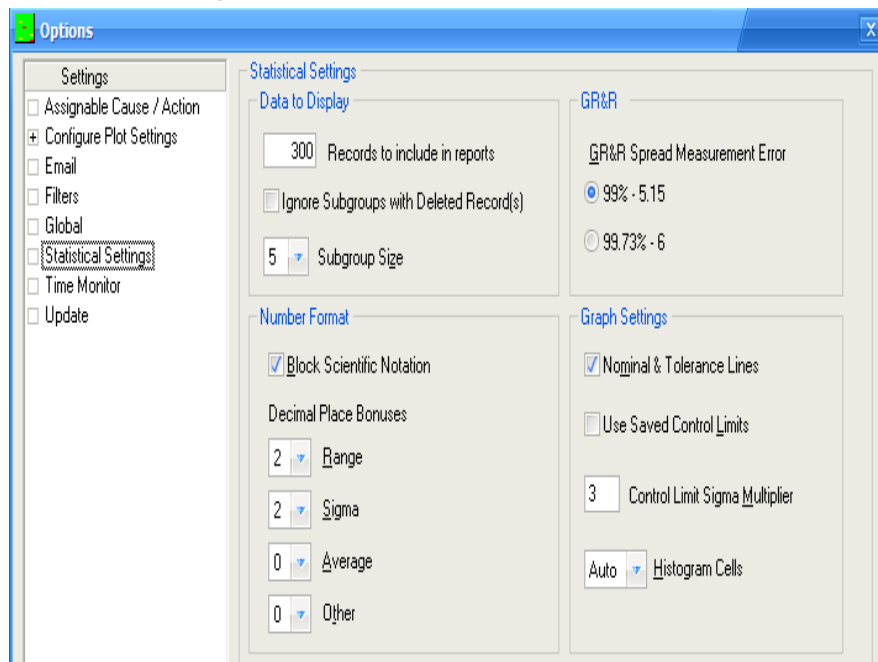 Options
X
Settings
Assignable Cause / Action
Configure Plot Settings
Email
Filters
Global
Statistical Settings
Time Monitor
Update
Statistical Settings
Data to Display
300 Records to include in reports
Ignore Subgroups with Deleted Record(s)
5 Subgroup Size
GR&R
GR&R Spread Measurement Error
99% - 5.15
99.73% - 6
Number Format
Block Scientific Notation
Decimal Place Bonuses
2 Range
2 Sigma
0 Average
0 Other
Graph Settings
Nominal & Tolerance Lines
Use Saved Control Limits
3 Control Limit Sigma Multiplier
Auto Histogram Cells